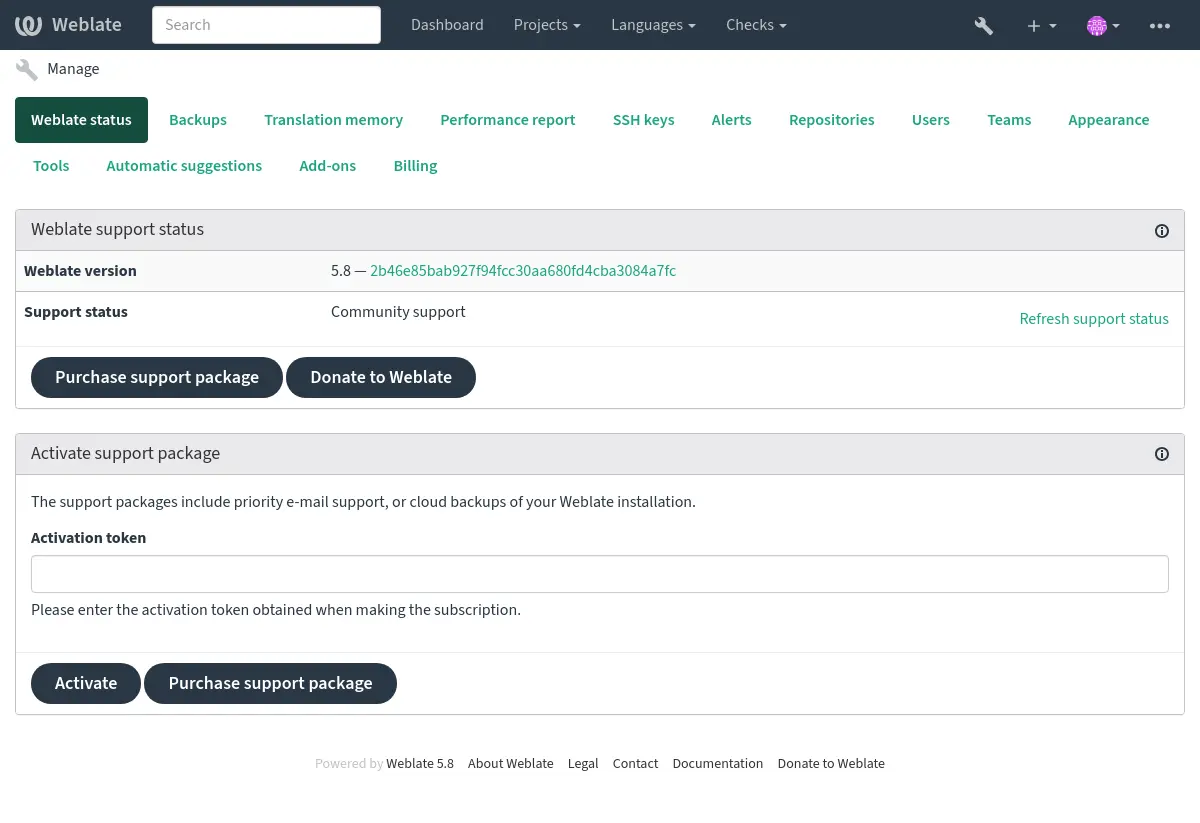 Weblate
Search
Dashboard Projects Languages Checks
Manage
Weblate status Backups Translation memory Performance report SSH keys Alerts Repositories Users Teams Appearance
Tools Automatic suggestions Add-ons Billing
Weblate support status
Weblate version 5.8 — 2b46e85bab927f94fcc30aa680fd4cba3084a7fc
Support status Community support
Refresh support status
Purchase support package Donate to Weblate
Activate support package
The support packages include priority e-mail support, or cloud backups of your Weblate installation.
Activation token
Please enter the activation token obtained when making the subscription.
Activate Purchase support package
Powered by Weblate 5.8 About Weblate Legal Contact Documentation Donate to Weblate